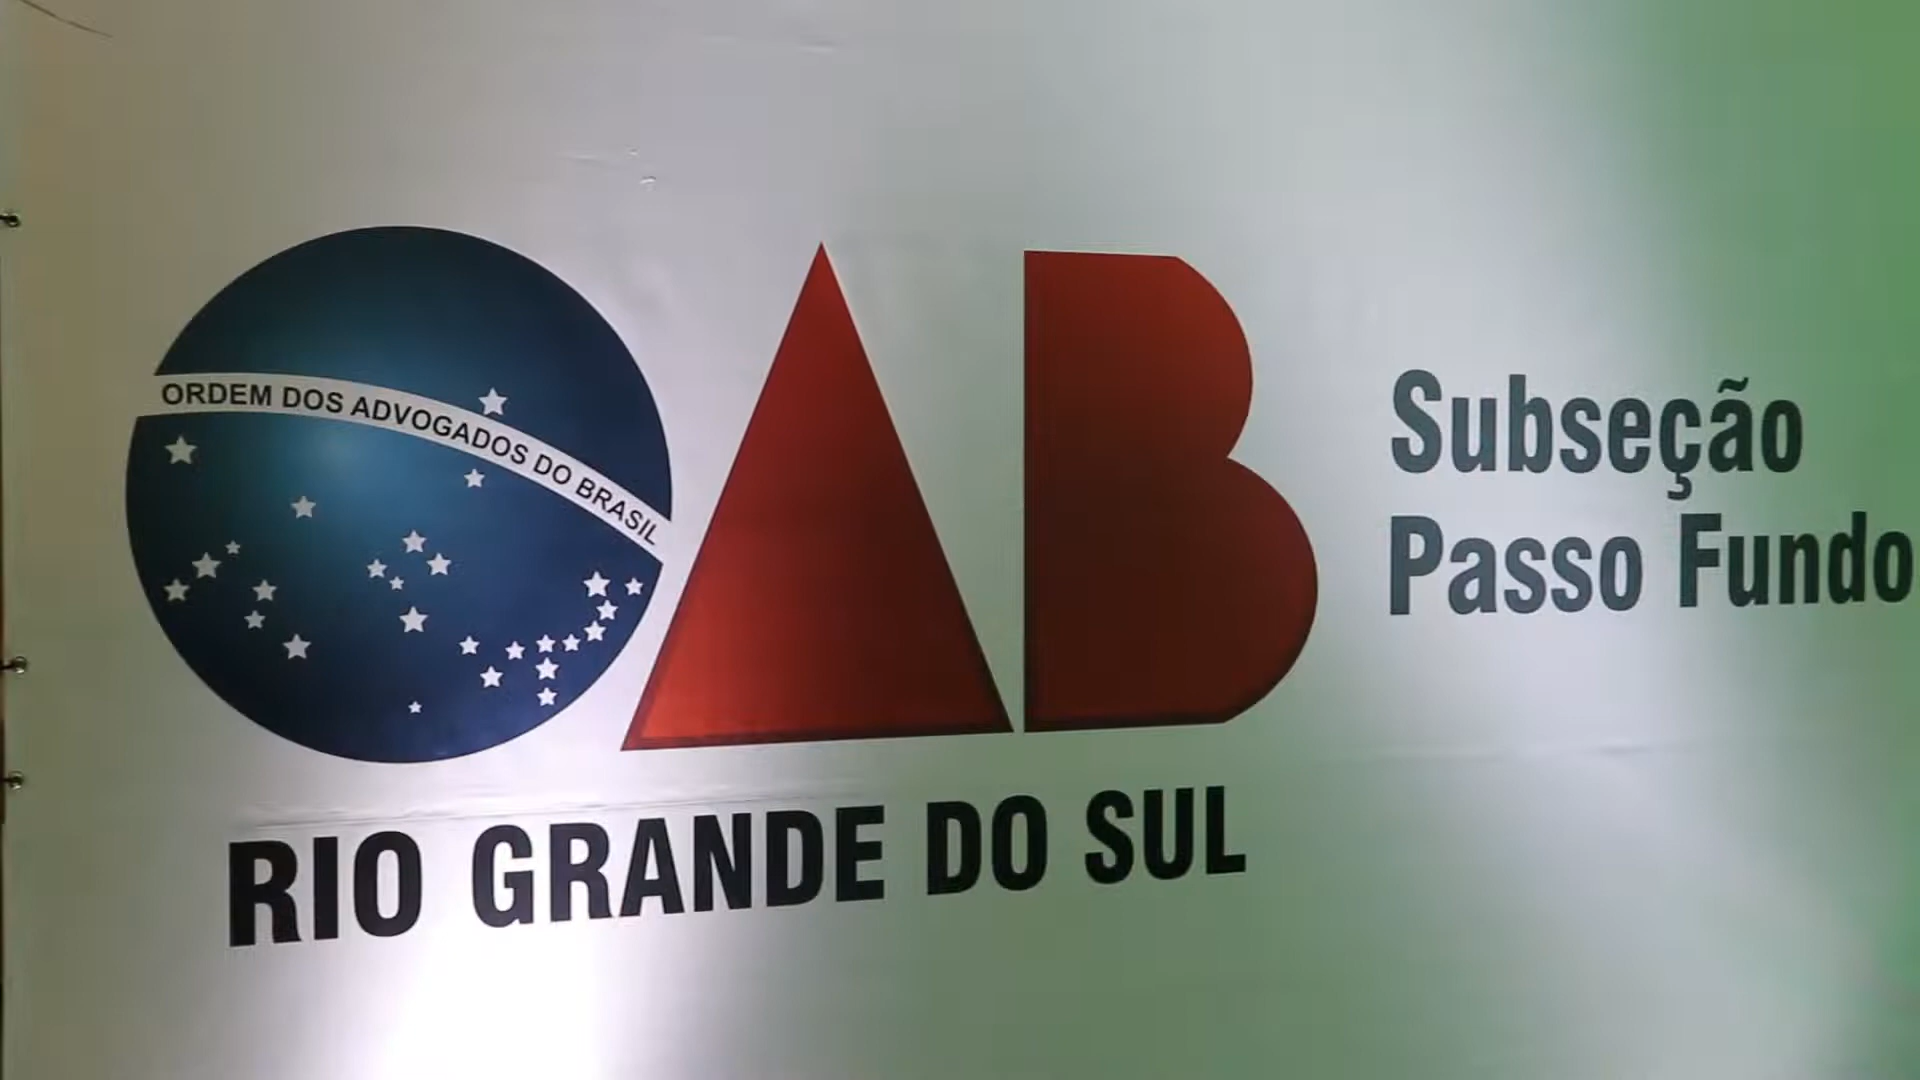 ORDEM DOS ADVOGADOS DO BRASIL
OAB
RIO GRANDE DO SUL
Subseção
Passo Fundo